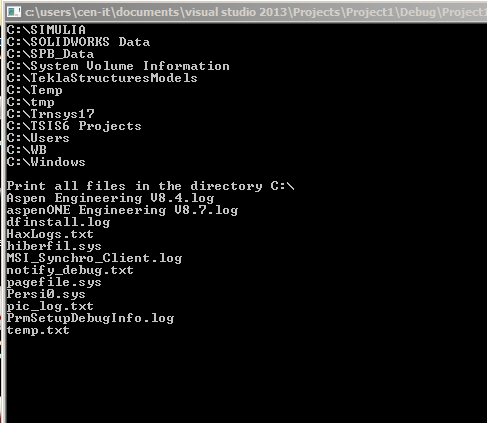 c:\users\cen-it\documents\visual studio 2013\Projects\Project1\Debug\Project1
C:\SIMULIA
C:\SOLIDWORKS Data
C:\SPB_Data
C:\System Volume Information
C:\TeklaStructuresModels
C:\Temp
C:\tmp
C:\Trnsys17
C:\TSIS6 Projects
C:\Users
C:\WB
C:\Windows
Print all files in the directory C:\
Aspen Engineering V8.4.log
aspenONE Engineering V8.7.log
dfinstall.log
HaxLogs.txt
hiberfil.sys
MSI_Synchro_Client.log
notify_debug.txt
pagefile.sys
Persi0.sys
pic_log.txt
PrmSetupDebugInfo.log
temp.txt